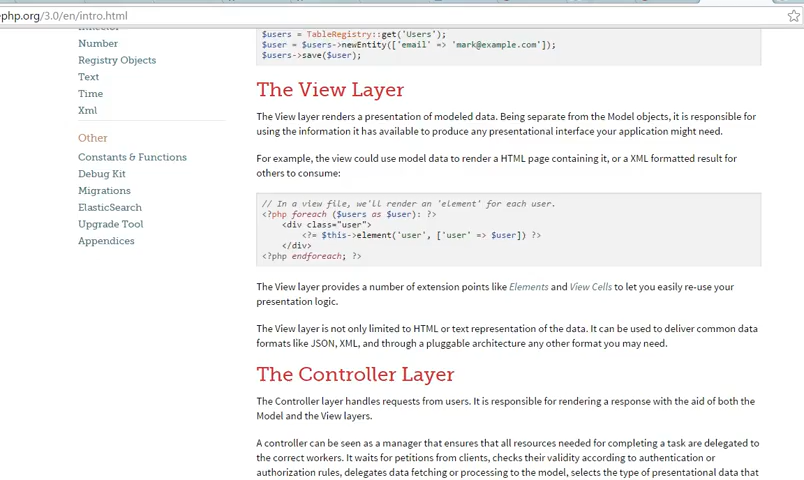 ephp.org/3.0/en/intro.html
Number
Registry Objects
Text
Time
Xml
Other
Constants & Functions
Debug Kit
Migrations
ElasticSearch
Upgrade Tool
Appendices
$users = TableRegistry::get('Users');
$user = $users->newEntity(['email' => 'mark@example.com']);
$users->save($user);
The View Layer
The View layer renders a presentation of modeled data. Being separate from the Model objects, it is responsible for
using the information it has available to produce any presentational interface your application might need.
For example, the view could use model data to render a HTML page containing it, or a XML formatted result for
others to consume:
// In a view file, we'll render an 'element' for each user.
<?php foreach ($users as $user): ?>
<div class="user">
<?= $this->element('user', ['user' => $user]) ?>
</div>
<?php endforeach; ?>
The View layer provides a number of extension points like Elements and View Cells to let you easily re-use your
presentation logic.
The View layer is not only limited to HTML or text representation of the data. It can be used to deliver common data
formats like JSON, XML, and through a pluggable architecture any other format you may need.
The Controller Layer
The Controller layer handles requests from users. It is responsible for rendering a response with the aid of both the
Model and the View layers.
A controller can be seen as a manager that ensures that all resources needed for completing a task are delegated to
the correct workers. It waits for petitions from clients, checks their validity according to authentication or
authorization rules, delegates data fetching or processing to the model, selects the type of presentational data that